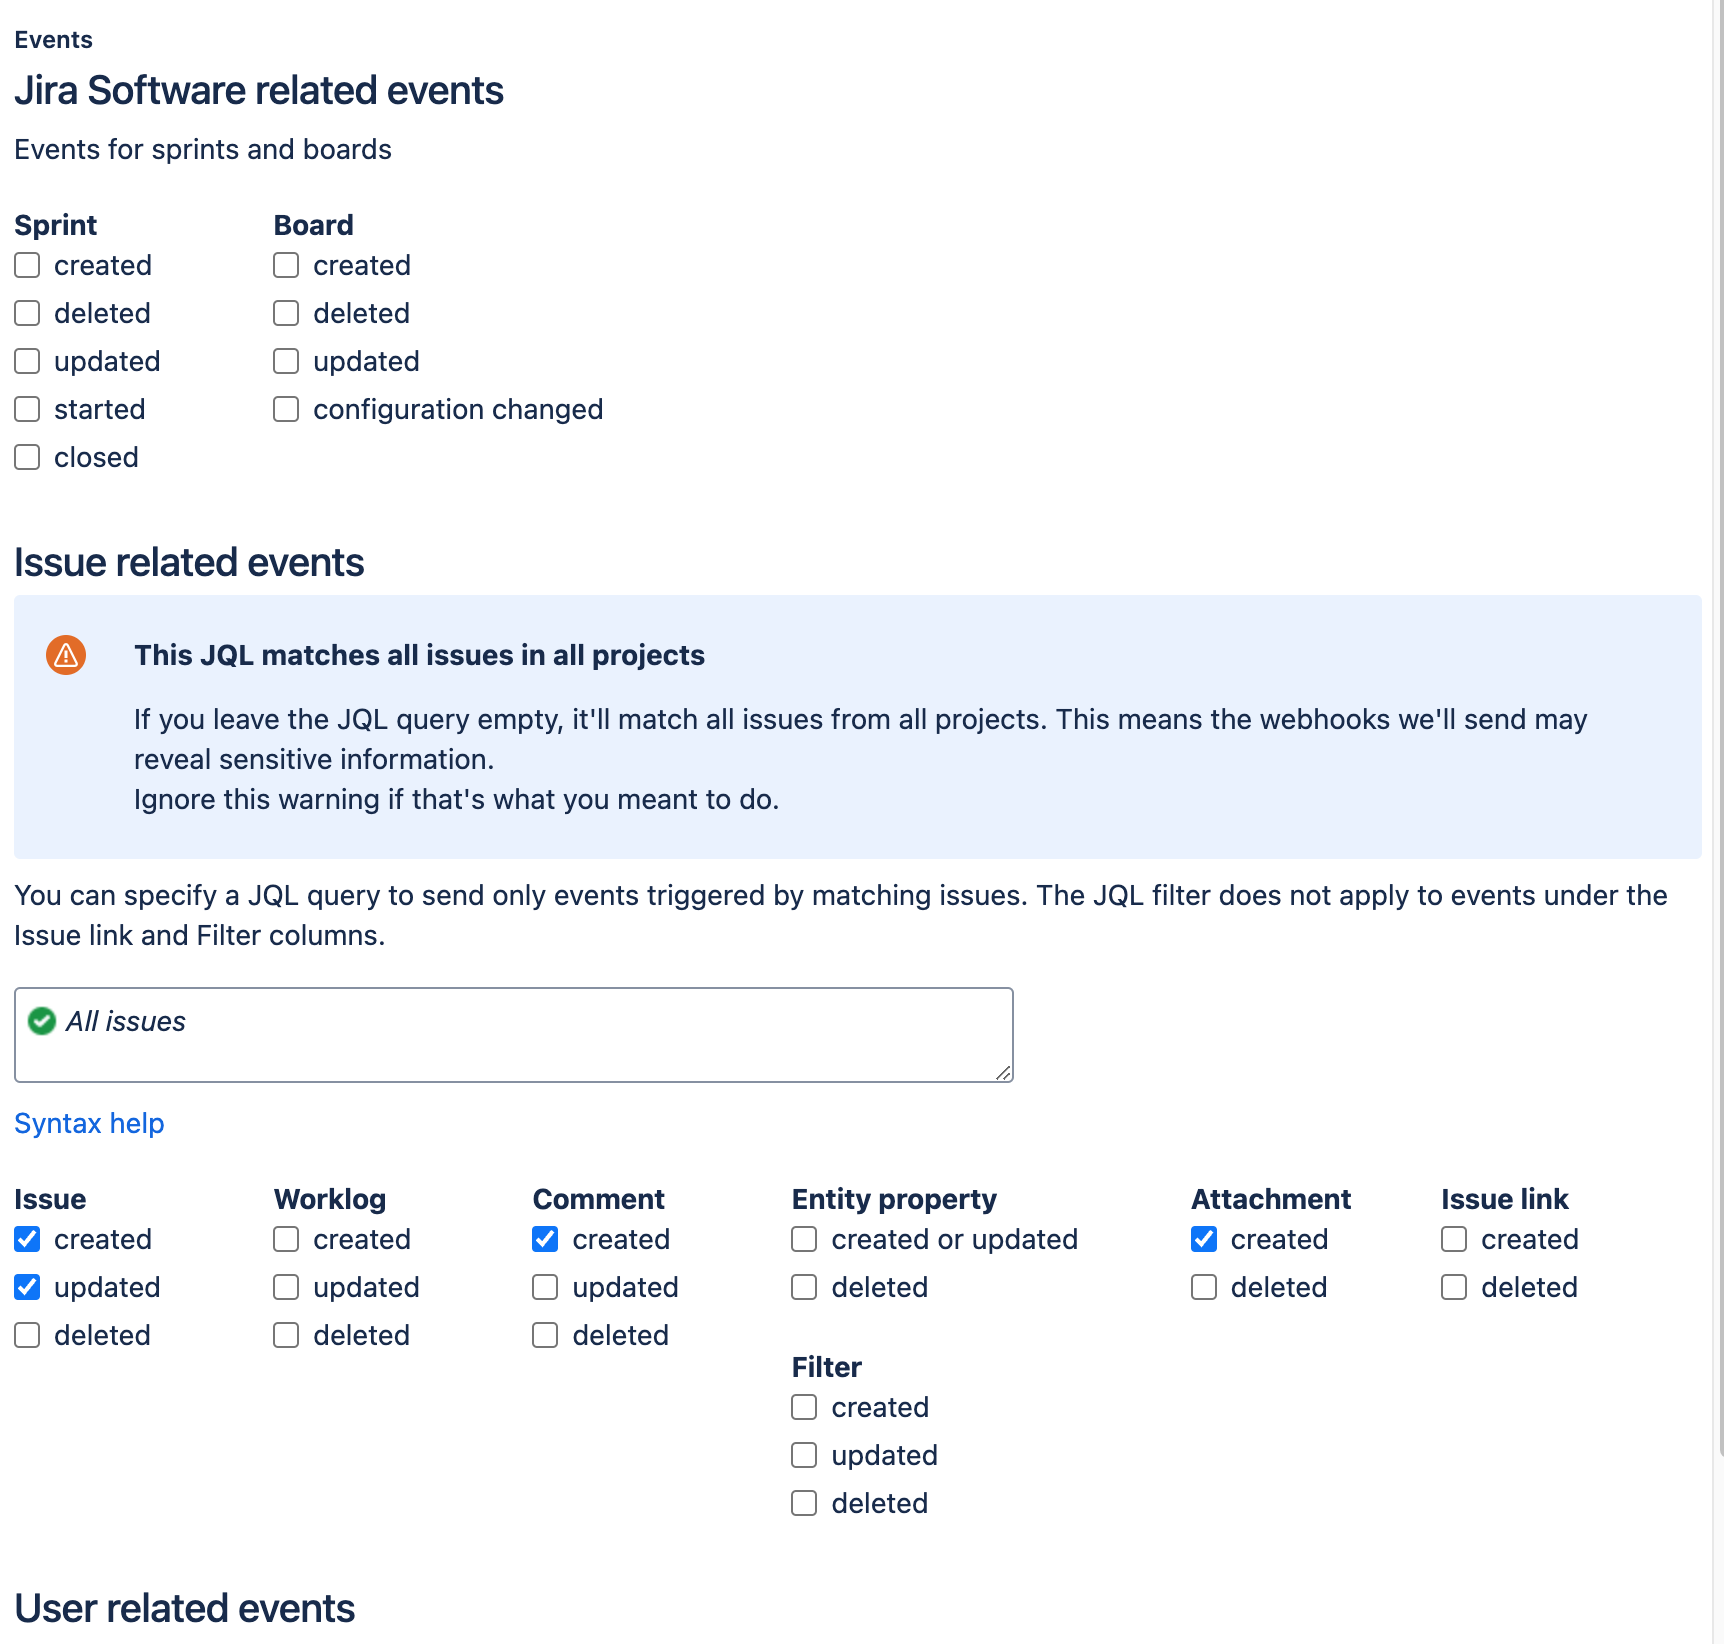 Events
Jira Software related events
Events for sprints and boards
Sprint
created
deleted
updated
started
closed
Board
created
deleted
updated
configuration changed
Issue related events
This JQL matches all issues in all projects
If you leave the JQL query empty, it'll match all issues from all projects. This means the webhooks we'll send may
reveal sensitive information.
Ignore this warning if that's what you meant to do.
You can specify a JQL query to send only events triggered by matching issues. The JQL filter does not apply to events under the
Issue link and Filter columns.
All issues
Syntax help
Issue
created
updated
deleted
Worklog
created
updated
deleted
Comment
created
updated
deleted
Entity property
created or updated
deleted
Filter
created
updated
deleted
Attachment
created
deleted
Issue link
created
deleted
User related events